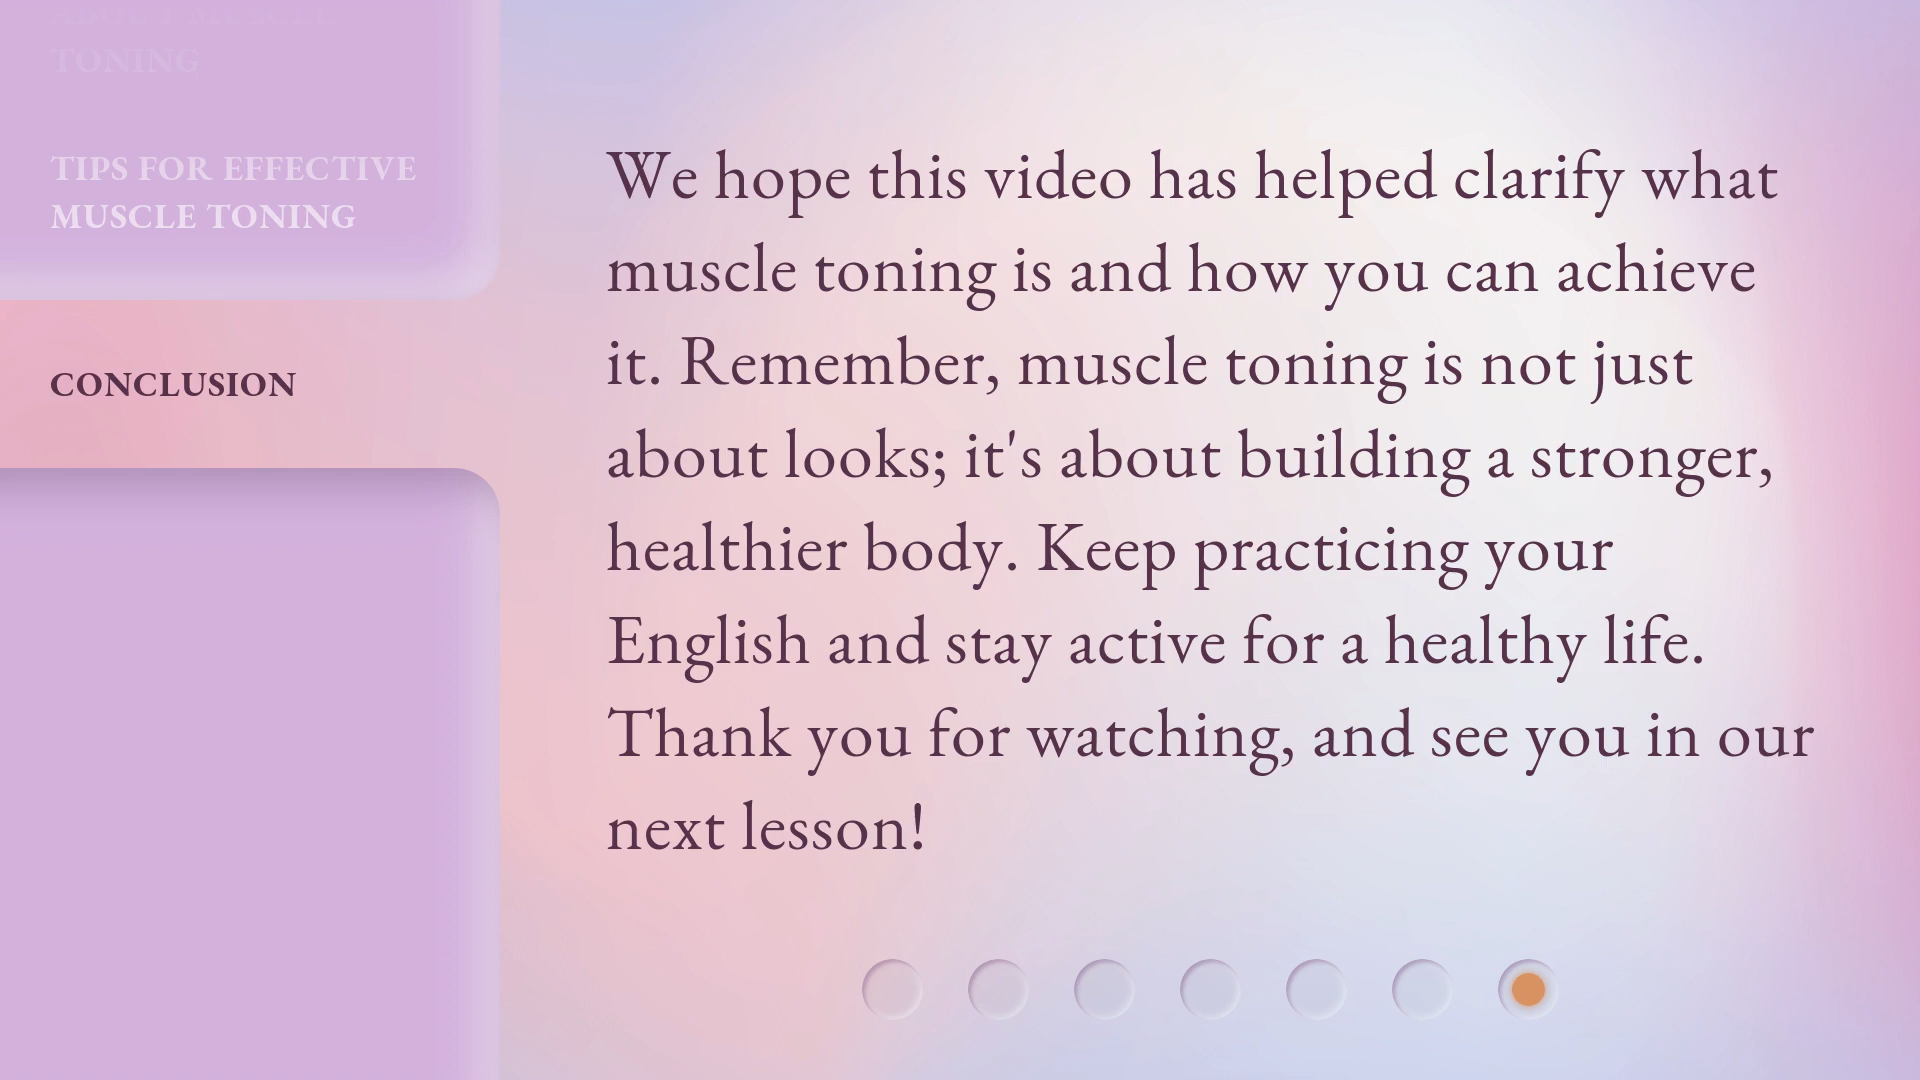 TONING
TIPS FOR EFFECTIVE
MUSCLE TONING
CONCLUSION
We hope this video has helped clarify what
muscle toning is and how you can achieve
it. Remember, muscle toning is not just
about looks; it's about building a stronger,
healthier body. Keep practicing your
English and stay active for a healthy life.
Thank you for watching, and see you in our
next lesson!